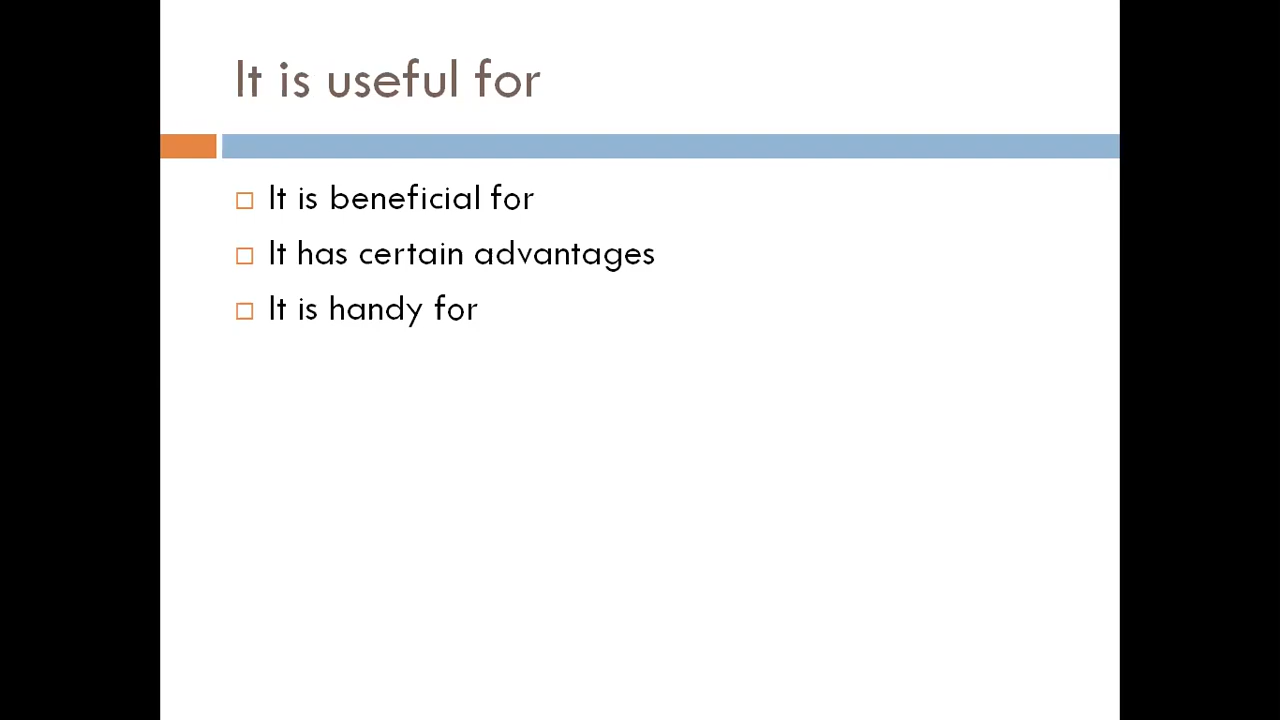 It is useful for
It is beneficial for
It has certain advantages
It is handy for